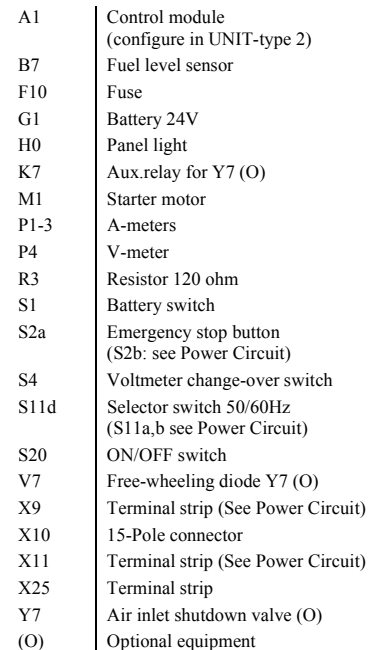 A1 Control module
(configure in UNIT-type 2)
B7 Fuel level sensor
F10 Fuse
G1 Battery 24V
H0 Panel light
K7 Aux.relay for Y7 (O)
M1 Starter motor
P1-3 A-meters
P4 V-meter
R3 Resistor 120 ohm
S1 Battery switch
S2a Emergency stop button
(S2b: see Power Circuit)
S4 Voltmeter change-over switch
S11d Selector switch 50/60Hz
(S11a,b see Power Circuit)
S20 ON/OFF switch
V7 Free-wheeling diode Y7 (O)
X9 Terminal strip (See Power Circuit)
X10 15-Pole connector
X11 Terminal strip (See Power Circuit)
X25 Terminal strip
Y7 Air inlet shutdown valve (O)
(O) Optional equipment